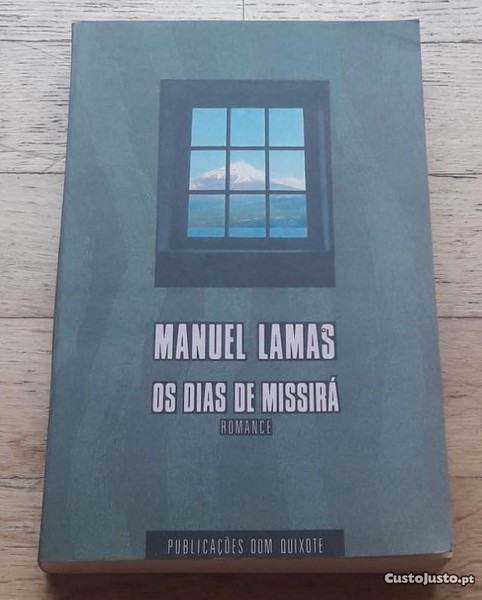 MANUEL LAMAS
OS DIAS DE MISSIRÁ
ROMANCE
PUBLICAÇÕES DOM QUIXOTE
CustoJusto.pt